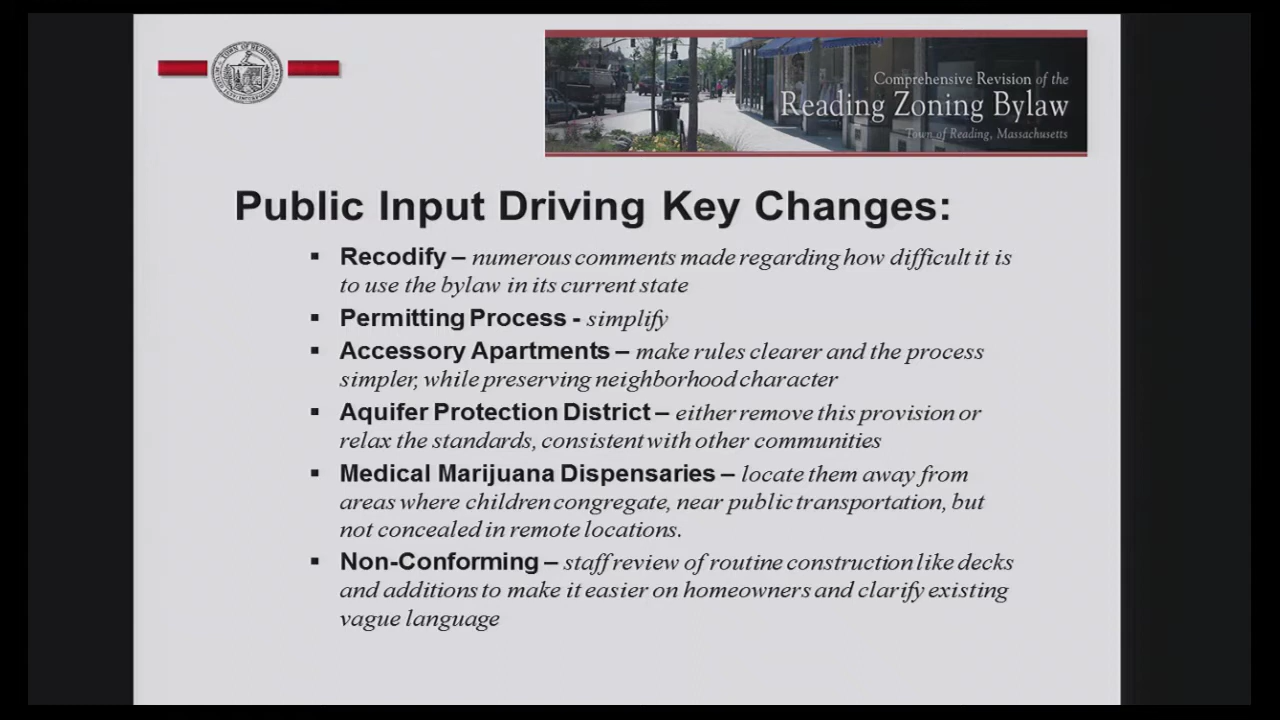 TOWN OF READING
Comprehensive Revision of the
Reading Zoning Bylaw
Town of Reading, Massachusetts
Public Input Driving Key Changes:
▪ Recodify – numerous comments made regarding how difficult it is
to use the bylaw in its current state
▪ Permitting Process - simplify
▪ Accessory Apartments – make rules clearer and the process
simpler, while preserving neighborhood character
▪ Aquifer Protection District – either remove this provision or
relax the standards, consistent with other communities
▪ Medical Marijuana Dispensaries – locate them away from
areas where children congregate, near public transportation, but
not concealed in remote locations.
▪ Non-Conforming – staff review of routine construction like decks
and additions to make it easier on homeowners and clarify existing
vague language